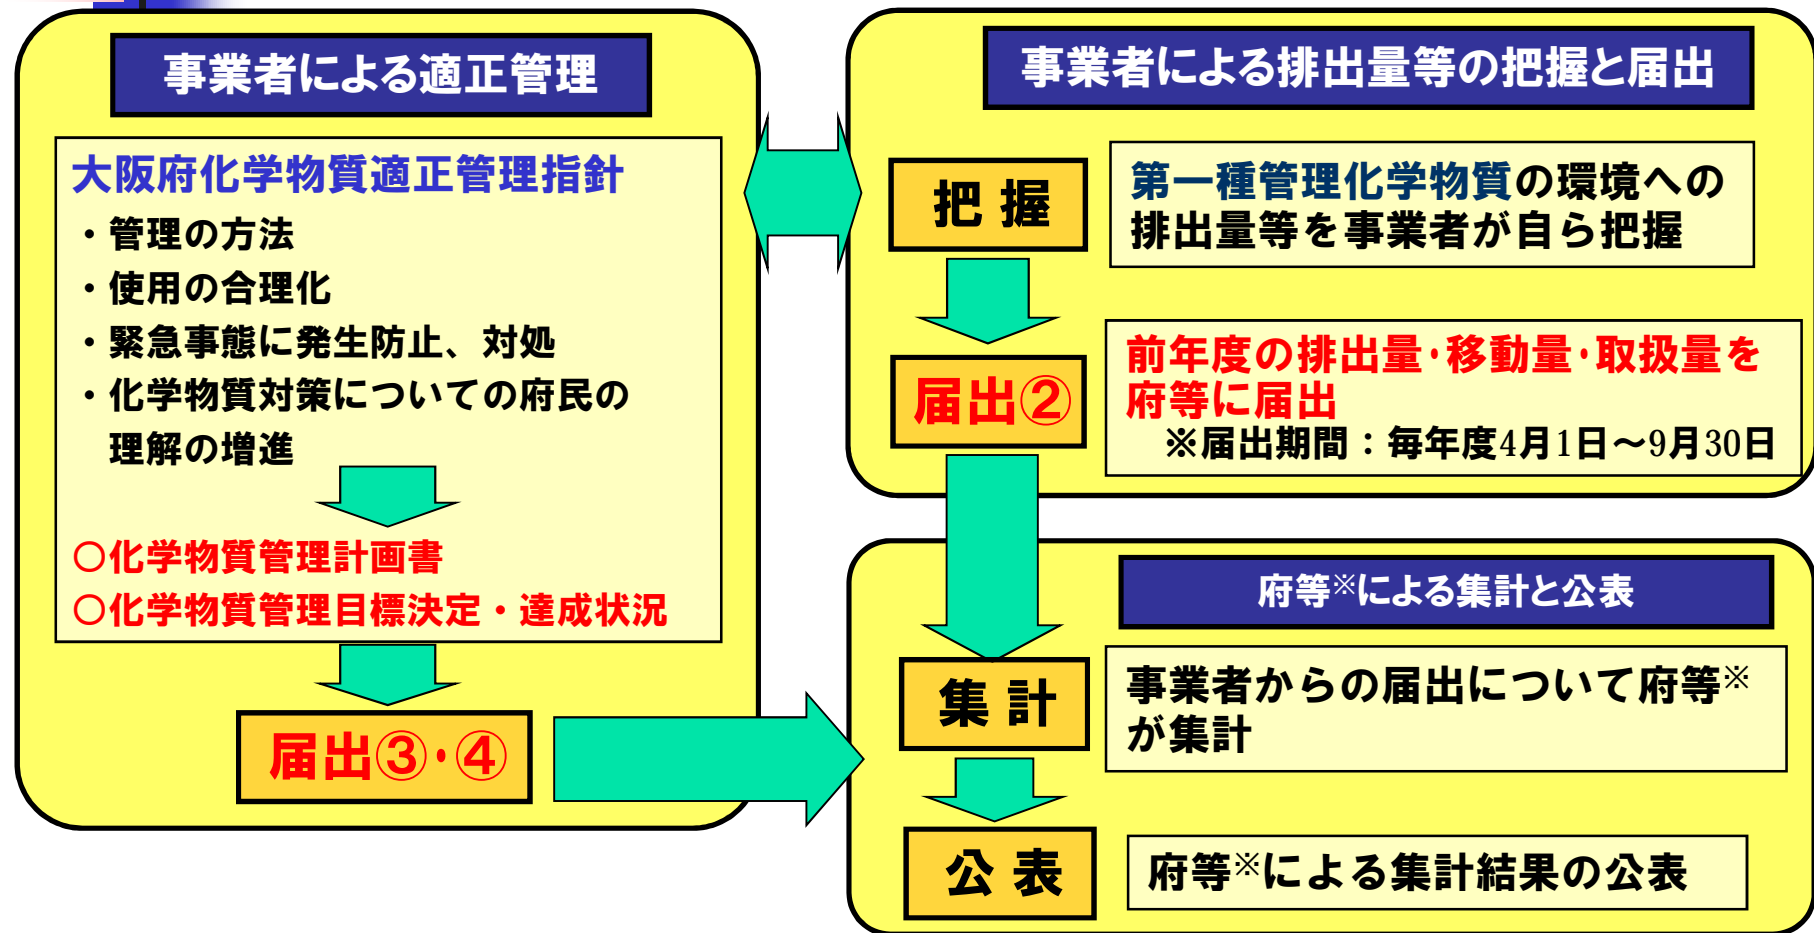 事業者による適正管理
大阪府化学物質適正管理指針
・管理の方法
・使用の合理化
・緊急事態に発生防止、対処
・化学物質対策についての府民の
理解の増進
○化学物質管理計画書
○化学物質管理目標決定・達成状況
届出③・④
事業者による排出量等の把握と届出
把 握
第一種管理化学物質の環境への
排出量等を事業者が自ら把握
届出②
前年度の排出量・移動量・取扱量を
府等に届出
※届出期間：毎年度4月1日～9月30日
府等※による集計と公表
集 計
事業者からの届出について府等※
が集計
公 表
府等※による集計結果の公表